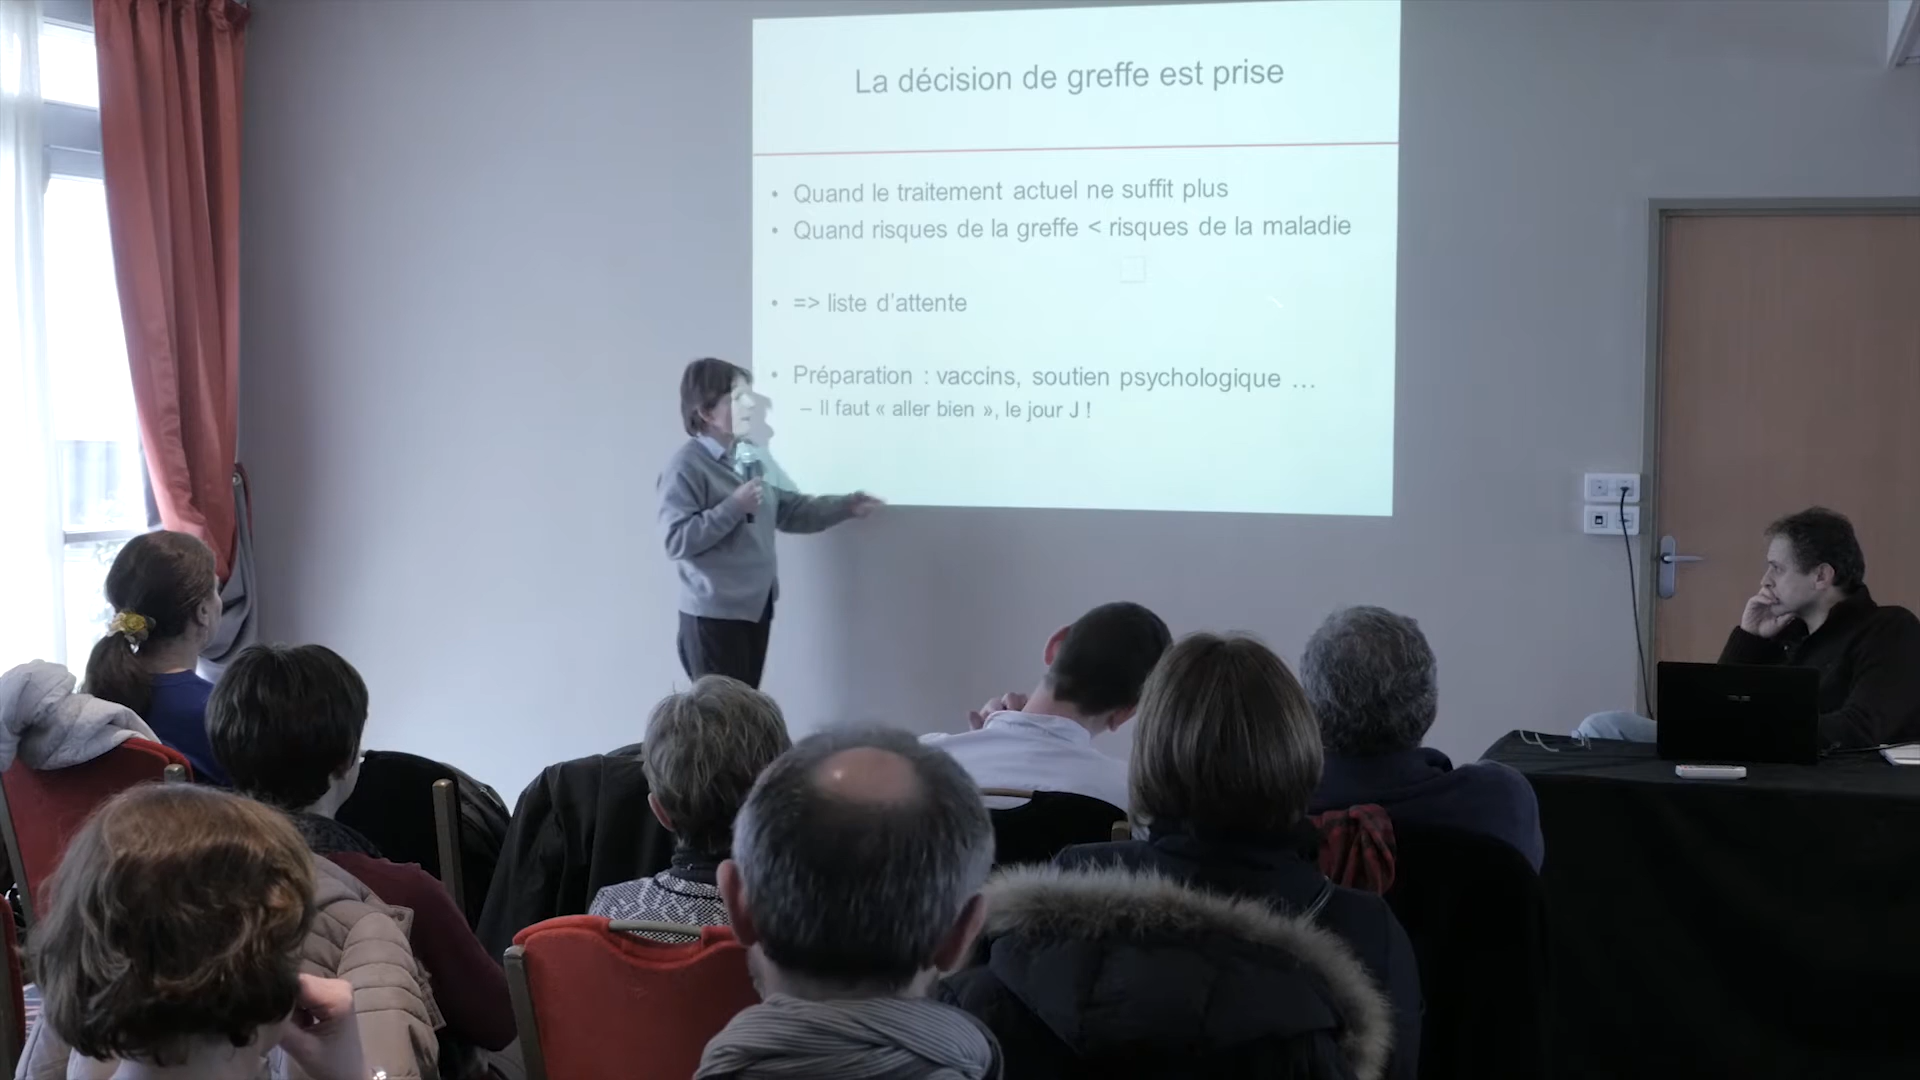 La décision de greffe est prise
• Quand le traitement actuel ne suffit plus
• Quand risques de la greffe < risques de la maladie
• => liste d'attente
• Préparation : vaccins, soutien psychologique …
– Il faut « aller bien », le jour J !